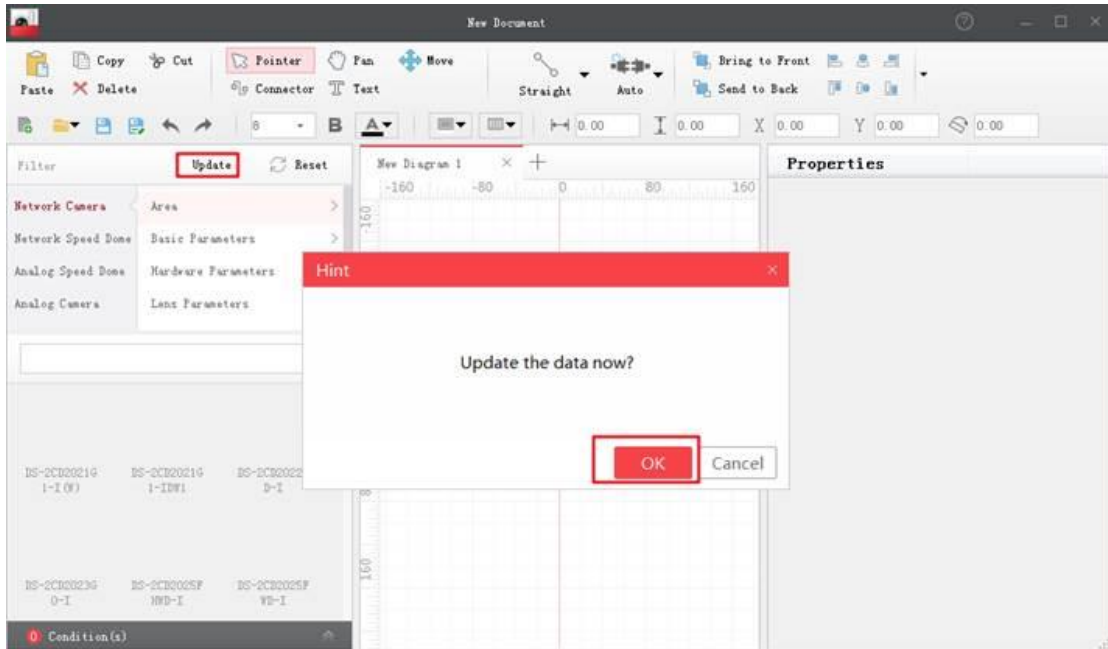 New Document
Copy Cut Pointer Pan Move Bring to Front
Paste Delete Connector Text Straight Auto Send to Back
8 B A 0.00 0.00 X 0.00 Y 0.00 0.00
Filter Update Reset New Diagram 1 Properties
-160 -80 0 80 160
-160
Network Camera Area
Network Speed Dome Basic Parameters
Analog Speed Dome Hardware Parameters
Analog Camera Lens Parameters
Hint
Update the data now?
OK Cancel
DS-2CD2021G DS-2CD2021G DS-2CD2022
1-I(W) 1-IDW1 D-I
160
DS-2CD2023G DS-2CD2025F DS-2CD2025F
0-I HWD-I WD-I
0 Condition(s)